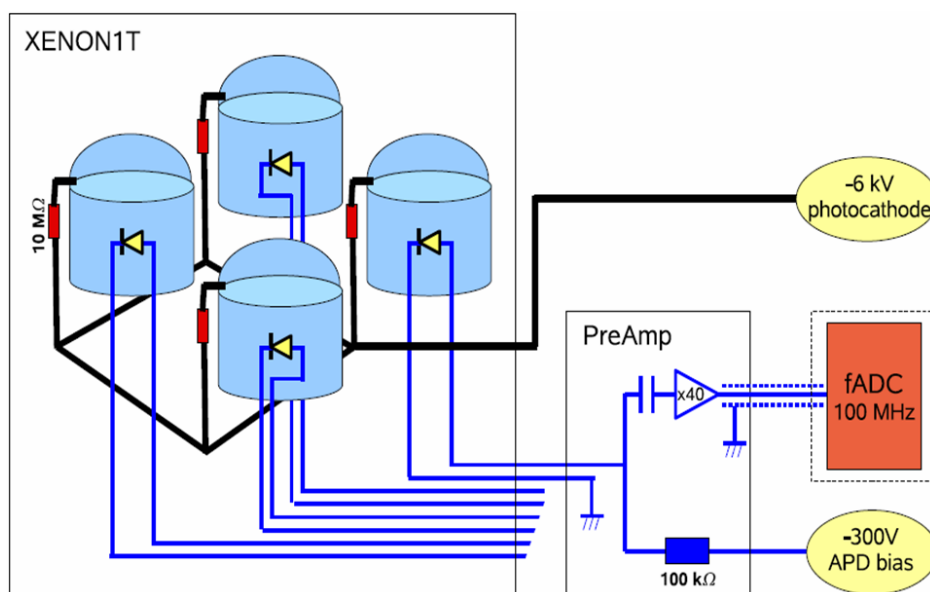 XENON1T
10 MΩ
-6 kV
photocathode
PreAmp
x40
fADC
100 MHz
-300V
APD bias
100 kΩ